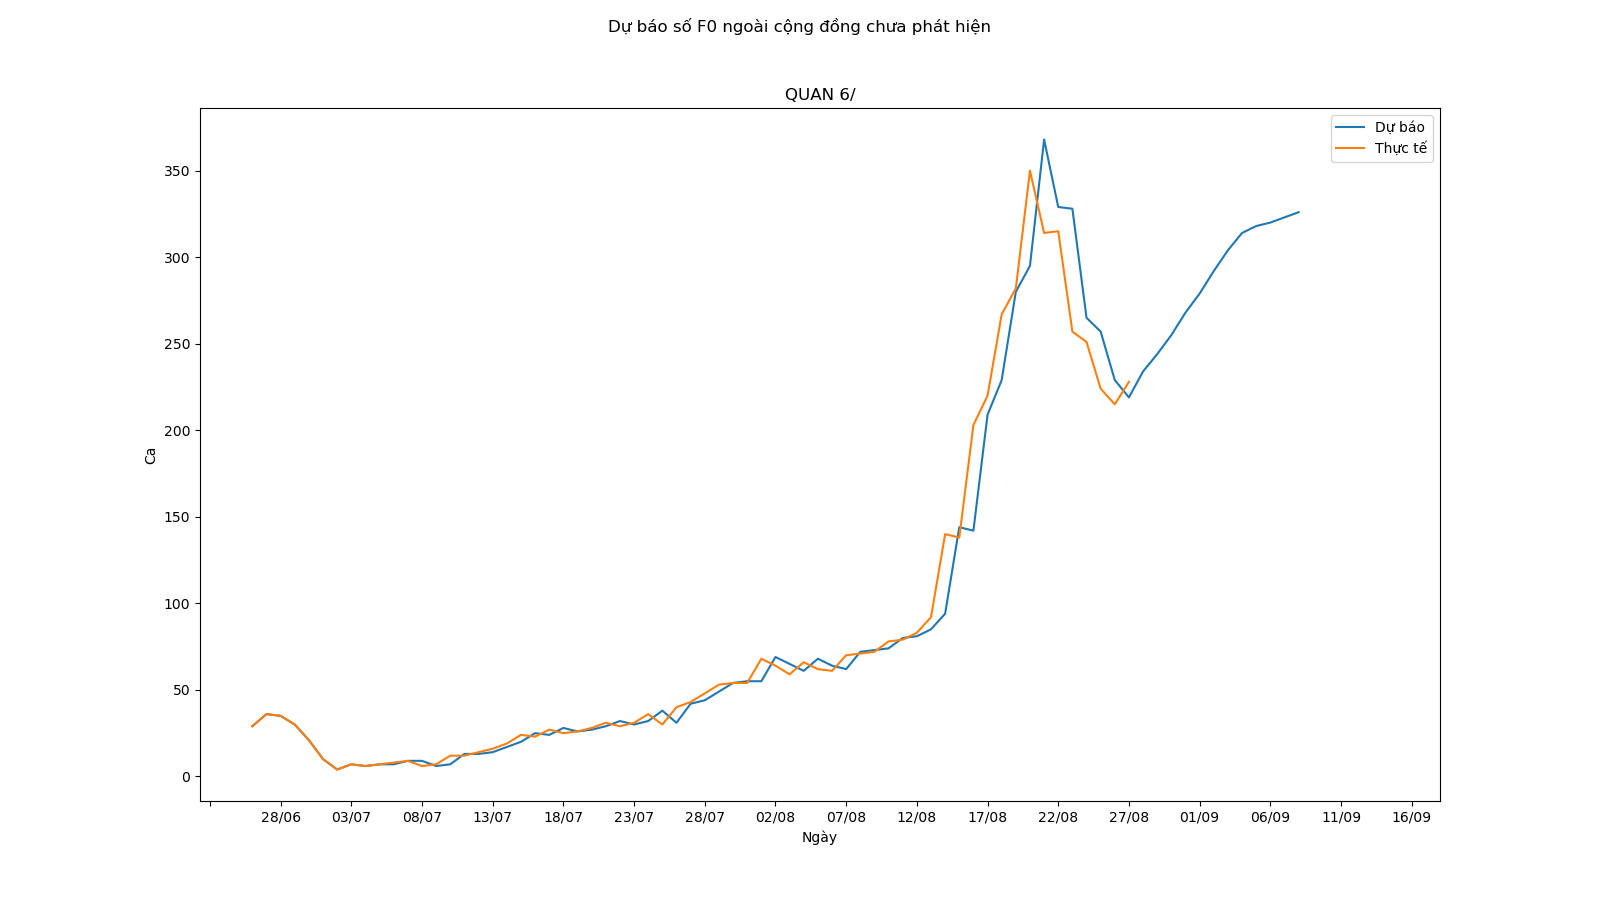 Dự báo số F0 ngoài cộng đồng chưa phát hiện
QUAN 6/
Dự báo
Thực tế
350
300
250
200
150
100
50
0
Ca
28/06 03/07 08/07 13/07 18/07 23/07 28/07 02/08 07/08 12/08 17/08 22/08 27/08 01/09 06/09 11/09 16/09
Ngày